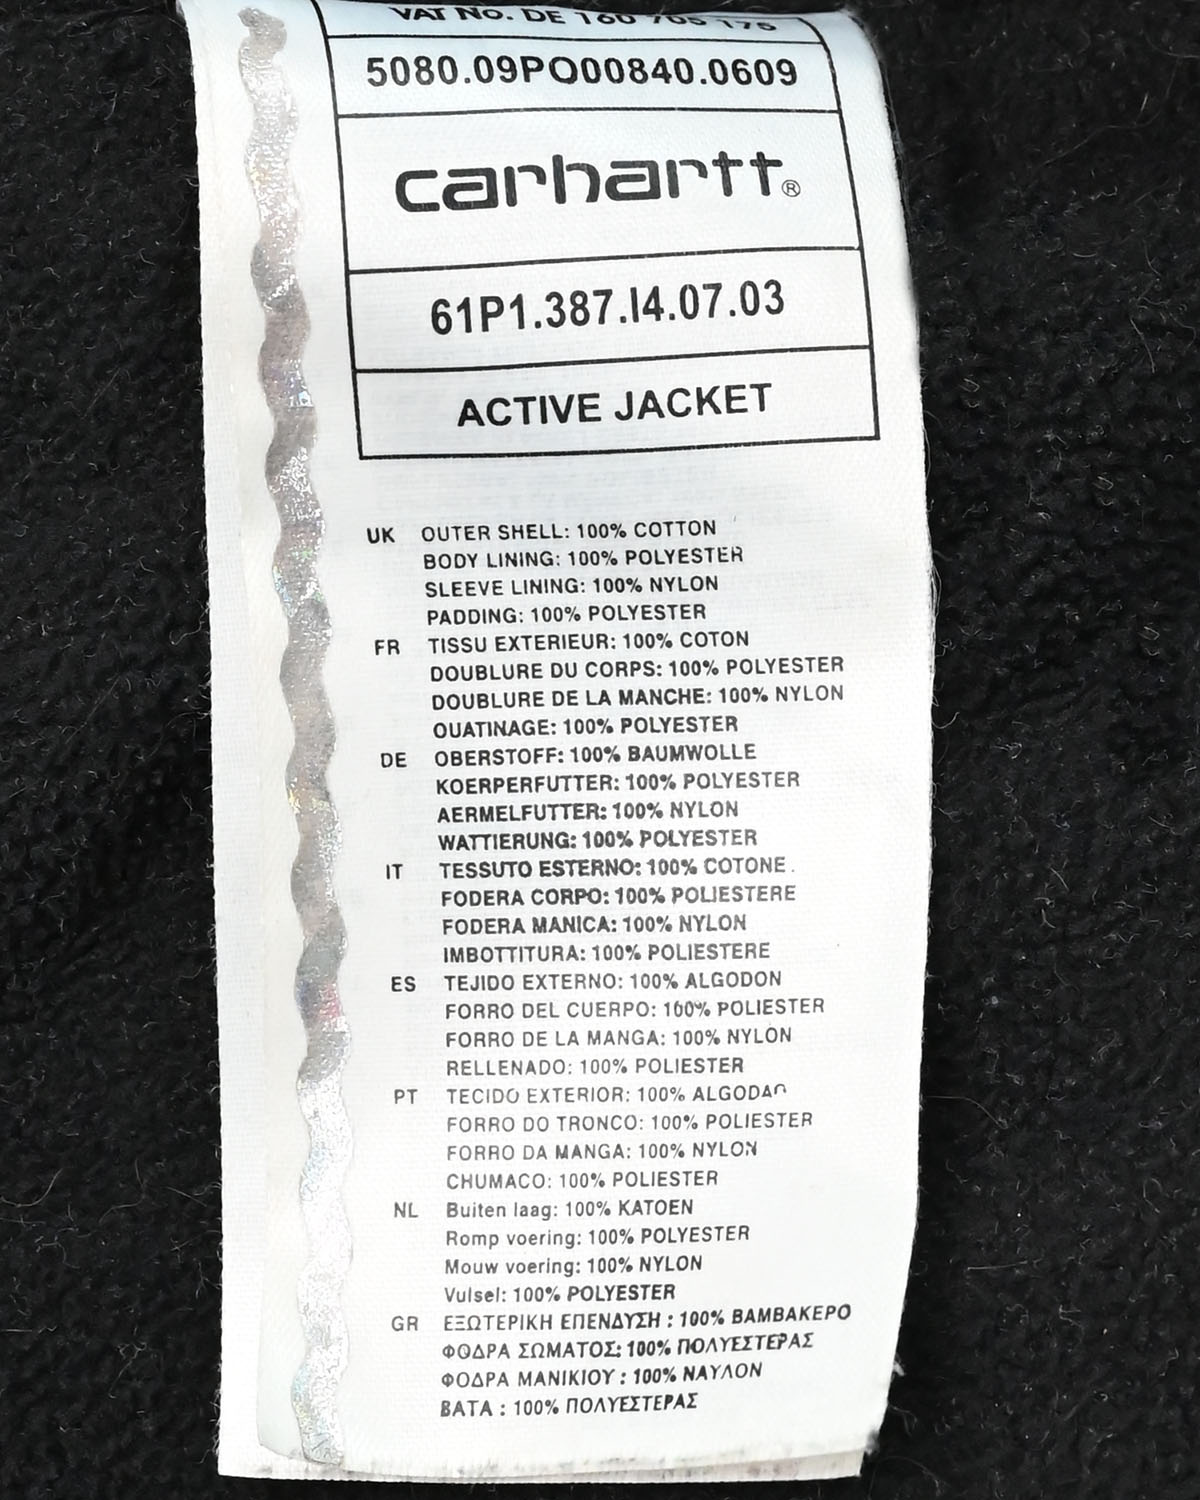 VAT NO. DE 160 705 175
5080.09PO00840.0609
carhartt®
61P1.387.I4.07.03
ACTIVE JACKET
UK OUTER SHELL: 100% COTTON
BODY LINING: 100% POLYESTER
SLEEVE LINING: 100% NYLON
PADDING: 100% POLYESTER
FR TISSU EXTERIEUR: 100% COTON
DOUBLURE DU CORPS: 100% POLYESTER
DOUBLURE DE LA MANCHE: 100% NYLON
OUATINAGE: 100% POLYESTER
DE OBERSTOFF: 100% BAUMWOLLE
KOERPERFUTTER: 100% POLYESTER
AERMELFUTTER: 100% NYLON
WATTIERUNG: 100% POLYESTER
IT TESSUTO ESTERNO: 100% COTONE
FODERA CORPO: 100% POLIESTERE
FODERA MANICA: 100% NYLON
IMBOTTITURA: 100% POLIESTERE
ES TEJIDO EXTERNO: 100% ALGODON
FORRO DEL CUERPO: 100% POLIESTER
FORRO DE LA MANGA: 100% NYLON
RELLENADO: 100% POLIESTER
PT TECIDO EXTERIOR: 100% ALGODAO
FORRO DO TRONCO: 100% POLIESTER
FORRO DA MANGA: 100% NYLON
CHUMACO: 100% POLIESTER
NL Buiten laag: 100% KATOEN
Romp voering: 100% POLYESTER
Mouw voering: 100% NYLON
Vulsel: 100% POLYESTER
GR ΕΞΩΤΕΡΙΚΗ ΕΠΕΝΔΥΣΗ : 100% ΒΑΜΒΑΚΕΡΟ
ΦΟΔΡΑ ΣΩΜΑΤΟΣ: 100% ΠΟΛΥΕΣΤΕΡΑΣ
ΦΟΔΡΑ ΜΑΝΙΚΙΟΥ : 100% ΝΑΥΛΟΝ
ΒΑΤΑ : 100% ΠΟΛΥΕΣΤΕΡΑΣ